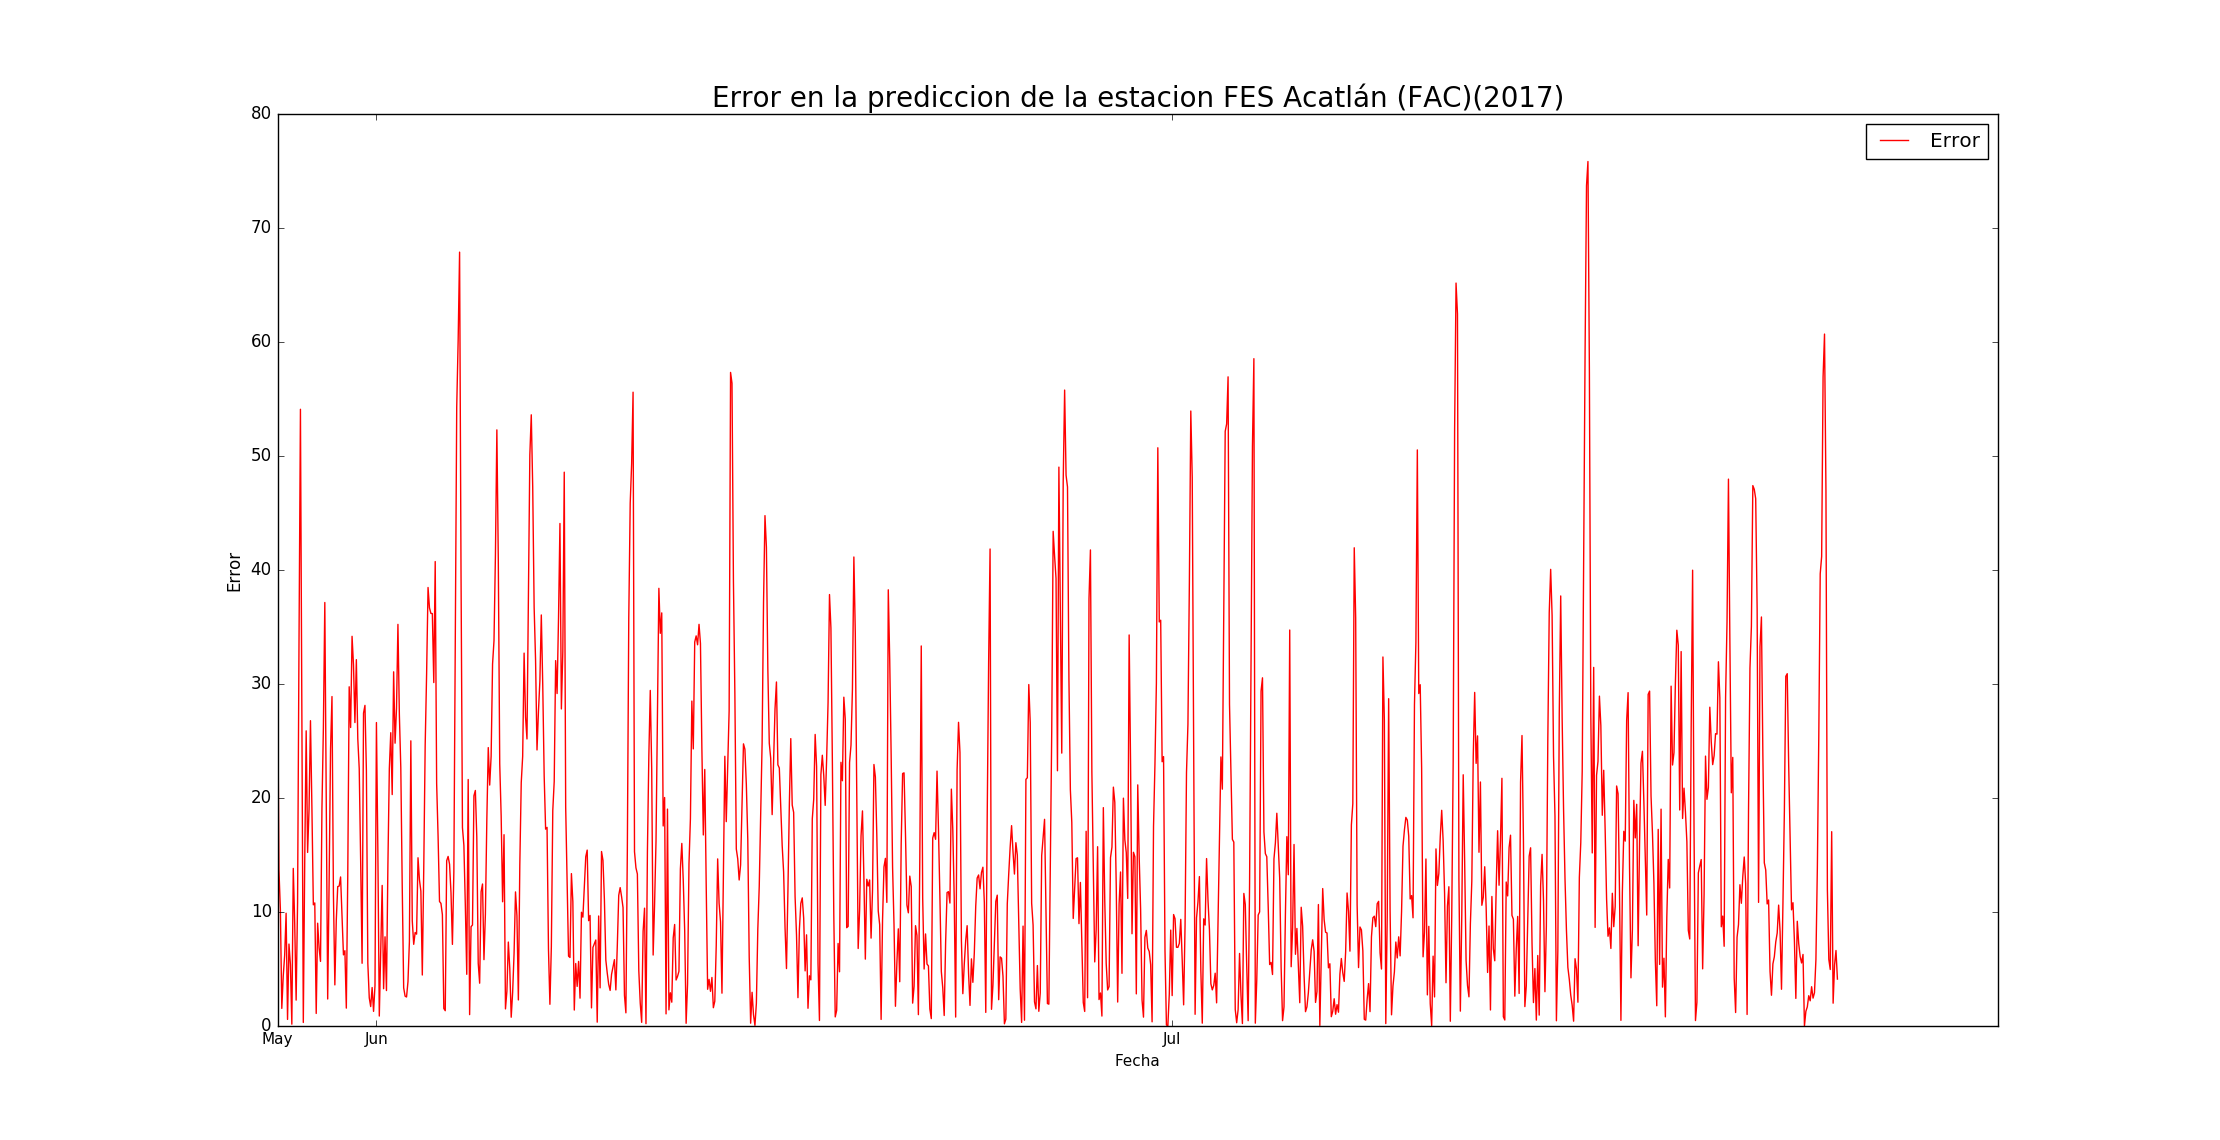 Error en la prediccion de la estacion FES Acatlán (FAC)(2017)
80
70
60
50
40
30
20
10
0
Error
Error
May
Jun
Jul
Fecha